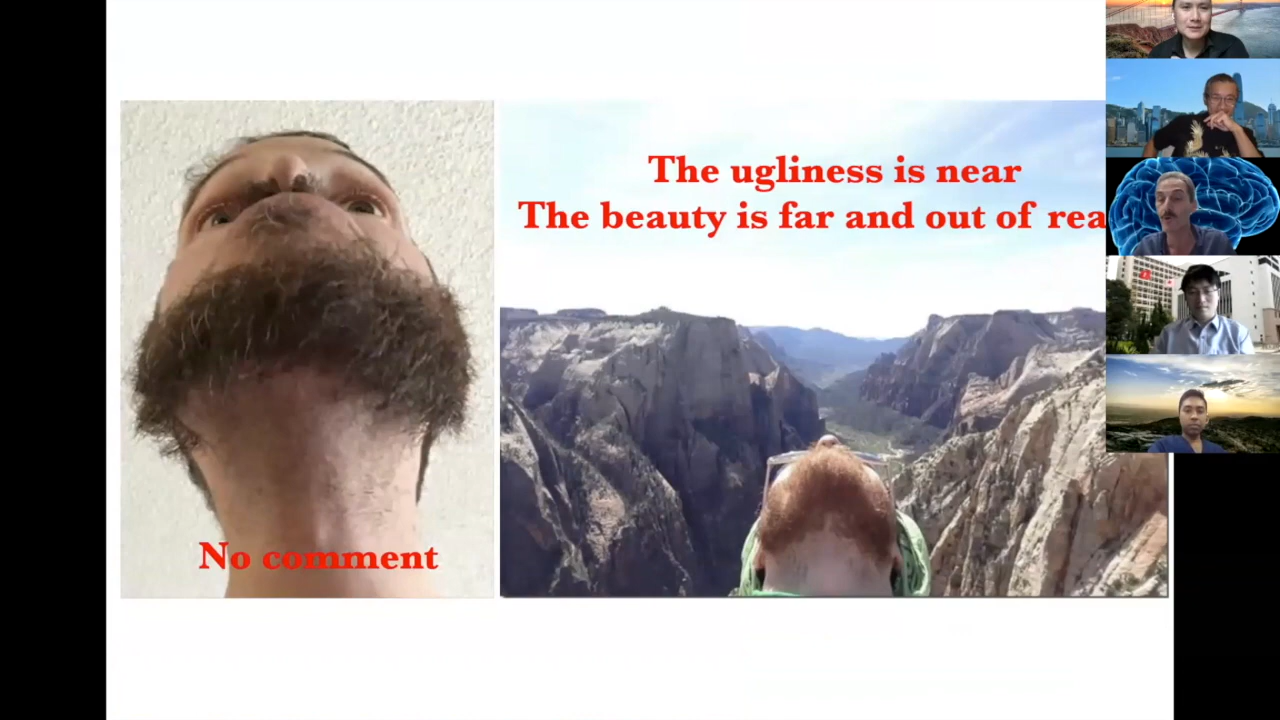 The ugliness is near
The beauty is far and out of rea
No comment